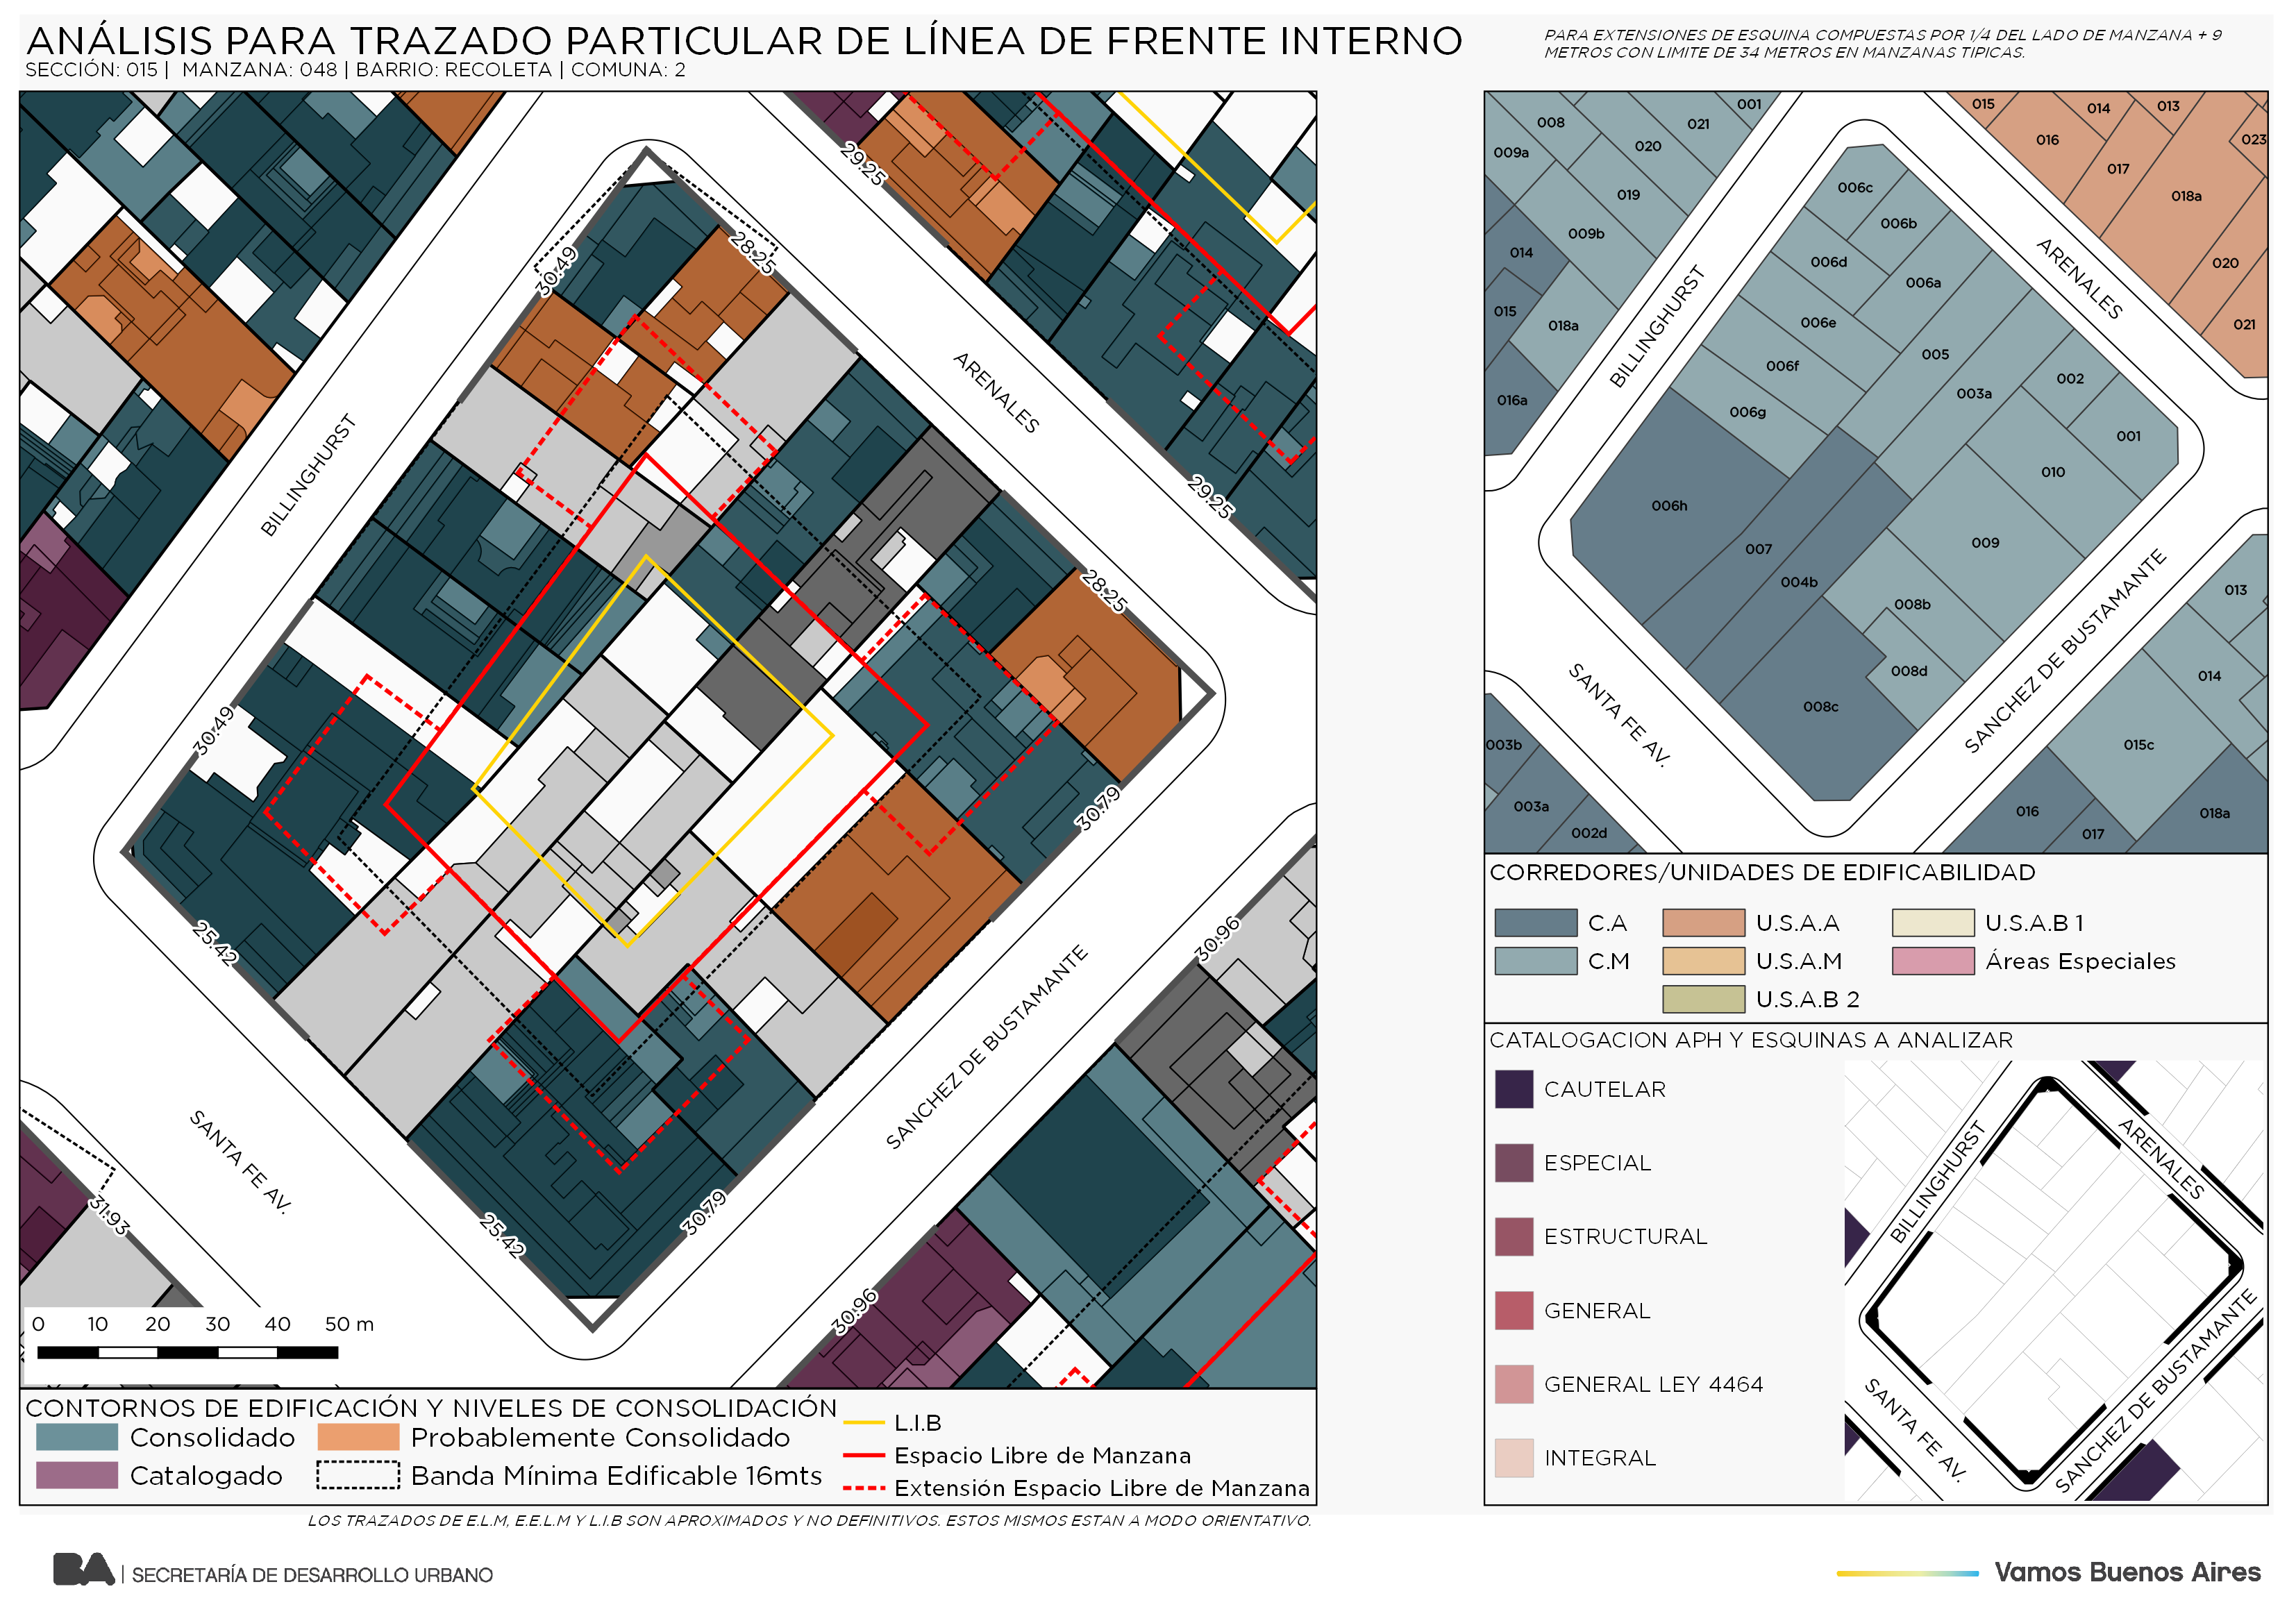 ANÁLISIS PARA TRAZADO PARTICULAR DE LÍNEA DE FRENTE INTERNO
SECCIÓN: 015 | MANZANA: 048 | BARRIO: RECOLETA | COMUNA: 2
PARA EXTENSIONES DE ESQUINA COMPUESTAS POR 1/4 DEL LADO DE MANZANA + 9
METROS CON LIMITE DE 34 METROS EN MANZANAS TIPICAS.
29.25
28.25
30.49
ARENALES
BILLINGHURST
29.25
28.25
30.49
30.79
25.42
30.96
SANCHEZ DE BUSTAMANTE
SANTA FE AV.
31.93
25.42
30.79
30.96
0 10 20 30 40 50 m
CONTORNOS DE EDIFICACIÓN Y NIVELES DE CONSOLIDACIÓN
Consolidado
Probablemente Consolidado
Catalogado
Banda Mínima Edificable 16mts
L.I.B
Espacio Libre de Manzana
Extensión Espacio Libre de Manzana
LOS TRAZADOS DE E.L.M, E.E.L.M Y L.I.B SON APROXIMADOS Y NO DEFINITIVOS. ESTOS MISMOS ESTAN A MODO ORIENTATIVO.
001
008
021
020
009a
019
009b
014
015
018a
016a
015
014
013
016
023
017
018a
020
021
006c
006b
006d
006a
006e
005
006f
003a
002
006g
001
010
006h
009
007
004b
008b
008d
008c
ARENALES
BILLINGHURST
SANTA FE AV.
SANCHEZ DE BUSTAMANTE
013
014
015c
016
017
018a
003b
003a
002d
CORREDORES/UNIDADES DE EDIFICABILIDAD
C.A
U.S.A.A
U.S.A.B 1
C.M
U.S.A.M
Áreas Especiales
U.S.A.B 2
CATALOGACION APH Y ESQUINAS A ANALIZAR
CAUTELAR
ESPECIAL
ESTRUCTURAL
GENERAL
GENERAL LEY 4464
INTEGRAL
BILLINGHURST
ARENALES
SANTA FE AV.
SANCHEZ DE BUSTAMANTE
BA | SECRETARÍA DE DESARROLLO URBANO
Vamos Buenos Aires